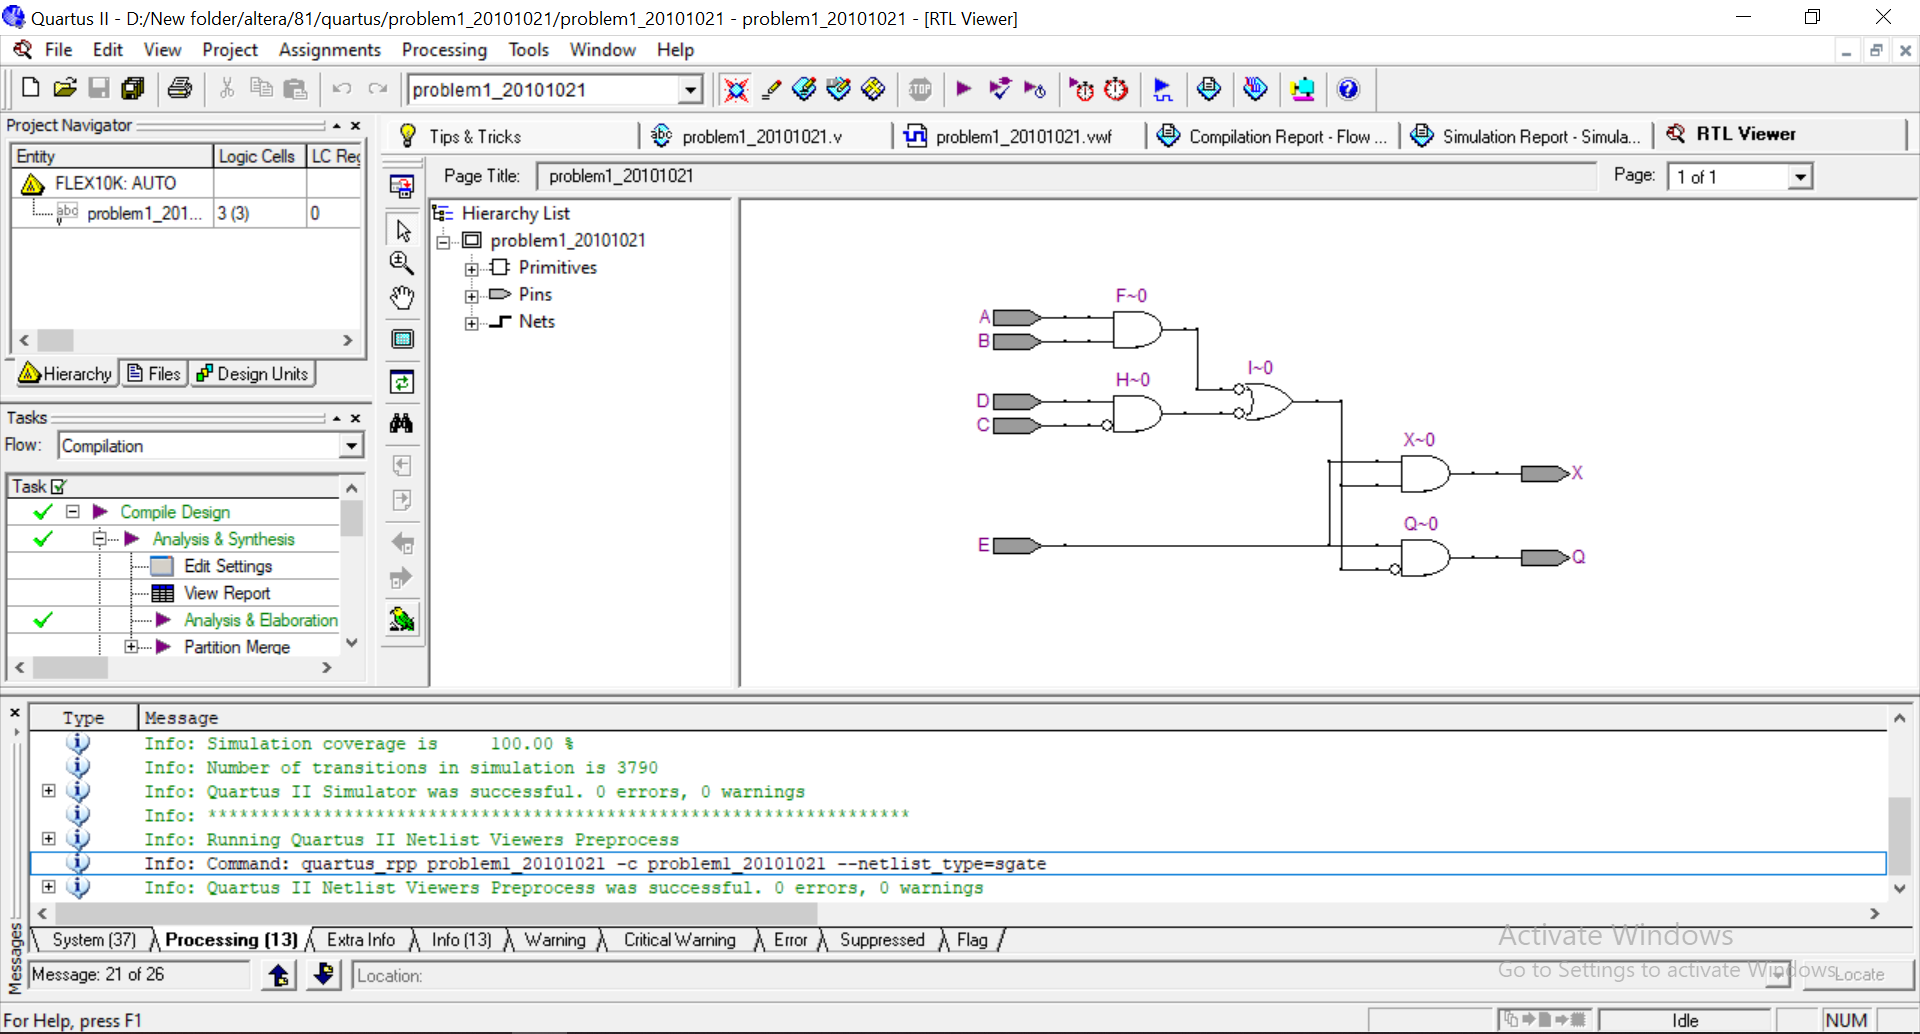 Quartus II - D:/New folder/altera/81/quartus/problem1_20101021/problem1_20101021 - problem1_20101021 - [RTL Viewer]
File Edit View Project Assignments Processing Tools Window Help
problem1_20101021
STOP
Project Navigator
Entity Logic Cells LC Reg
FLEX10K: AUTO
abd problem1_201... 3 (3) 0
Hierarchy Files Design Units
Tasks
Flow: Compilation
Task
Compile Design
Analysis & Synthesis
Edit Settings
View Report
Analysis & Elaboration
Partition Merge
Tips & Tricks
abc problem1_20101021.v
problem1_20101021.vwf
Compilation Report - Flow ...
Simulation Report - Simula...
RTL Viewer
Page Title: problem1_20101021
Page: 1 of 1
Hierarchy List
problem1_20101021
Primitives
Pins
Nets
F~0
A
B
I~0
H~0
D
C
X~0
X
Q~0
E
Q
Type Message
Info: Simulation coverage is 100.00 %
Info: Number of transitions in simulation is 3790
Info: Quartus II Simulator was successful. 0 errors, 0 warnings
Info: *******************************************************************
Info: Running Quartus II Netlist Viewers Preprocess
Info: Command: quartus_rpp problem1_20101021 -c problem1_20101021 --netlist_type=sgate
Info: Quartus II Netlist Viewers Preprocess was successful. 0 errors, 0 warnings
System (37) Processing (13) Extra Info Info (13) Warning Critical Warning Error Suppressed Flag
Messages
Message: 21 of 26
Location:
Locate
Activate Windows
Go to Settings to activate Windows.
For Help, press F1
Idle
NUM